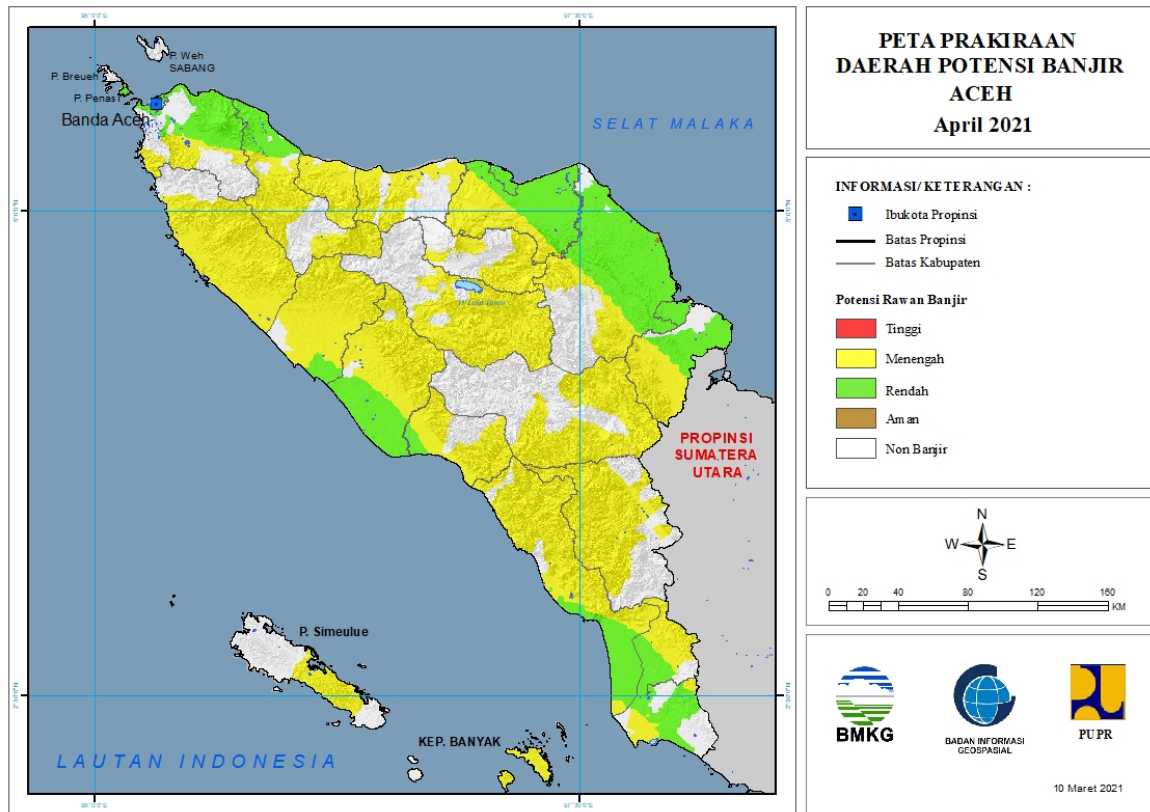 PETA PRAKIRAAN
DAERAH POTENSI BANJIR
ACEH
April 2021
INFORMASI/ KETERANGAN :
Ibukota Propinsi
Batas Propinsi
Batas Kabupaten
Potensi Rawan Banjir
Tinggi
Menengah
Rendah
Aman
Non Banjir
N
W E
S
0 10 20 40 60 80 120 160
KM
BMKG
BADAN INFORMASI
GEOSPASIAL
PUPR
10 Maret 2021
P. Weh
SABANG
P. Breueh
P. Penasi
Banda Aceh
SELAT MALAKA
PROPINSI
SUMATERA
UTARA
P. Simeulue
KEP. BANYAK
LAUTAN INDONESIA